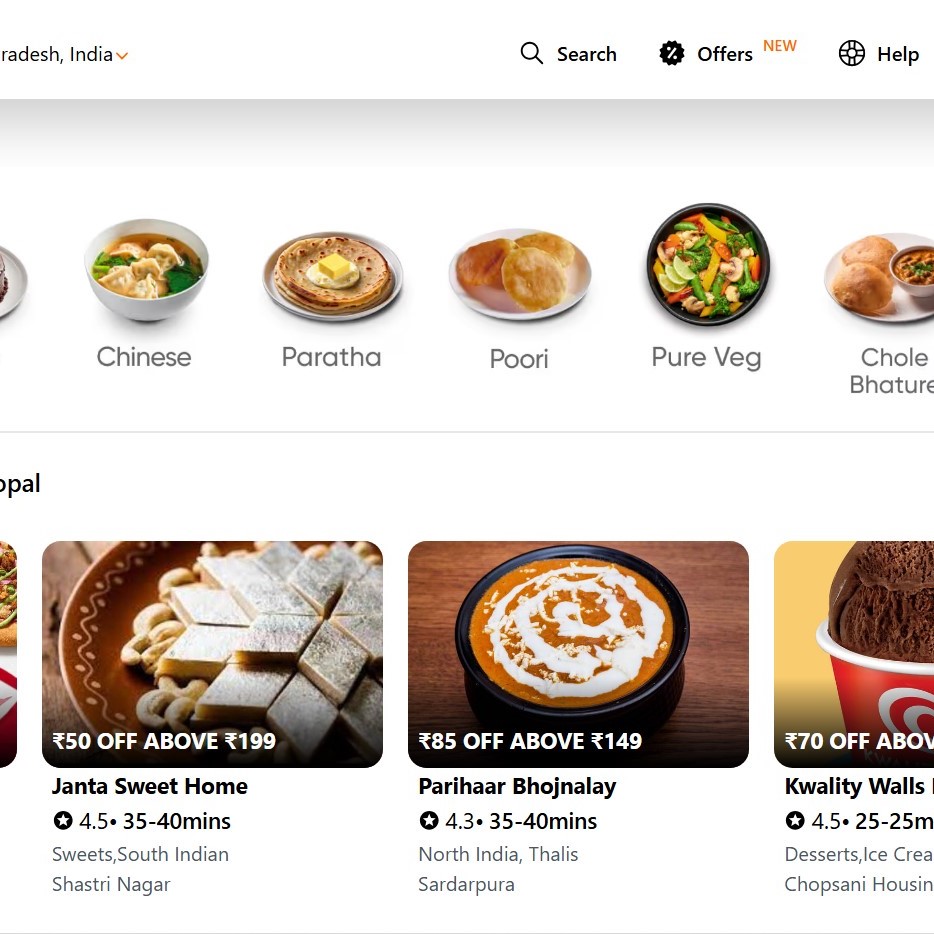 radesh, India
Search
Offers NEW
Help
Chinese
Paratha
Poori
Pure Veg
Chole
Bhature
opal
₹50 OFF ABOVE ₹199
Janta Sweet Home
4.5• 35-40mins
Sweets,South Indian
Shastri Nagar
₹85 OFF ABOVE ₹149
Parihaar Bhojnalay
4.3• 35-40mins
North India, Thalis
Sardarpura
₹70 OFF ABOV
Kwality Walls
4.5• 25-25m
Desserts,Ice Crea
Chopsani Housin